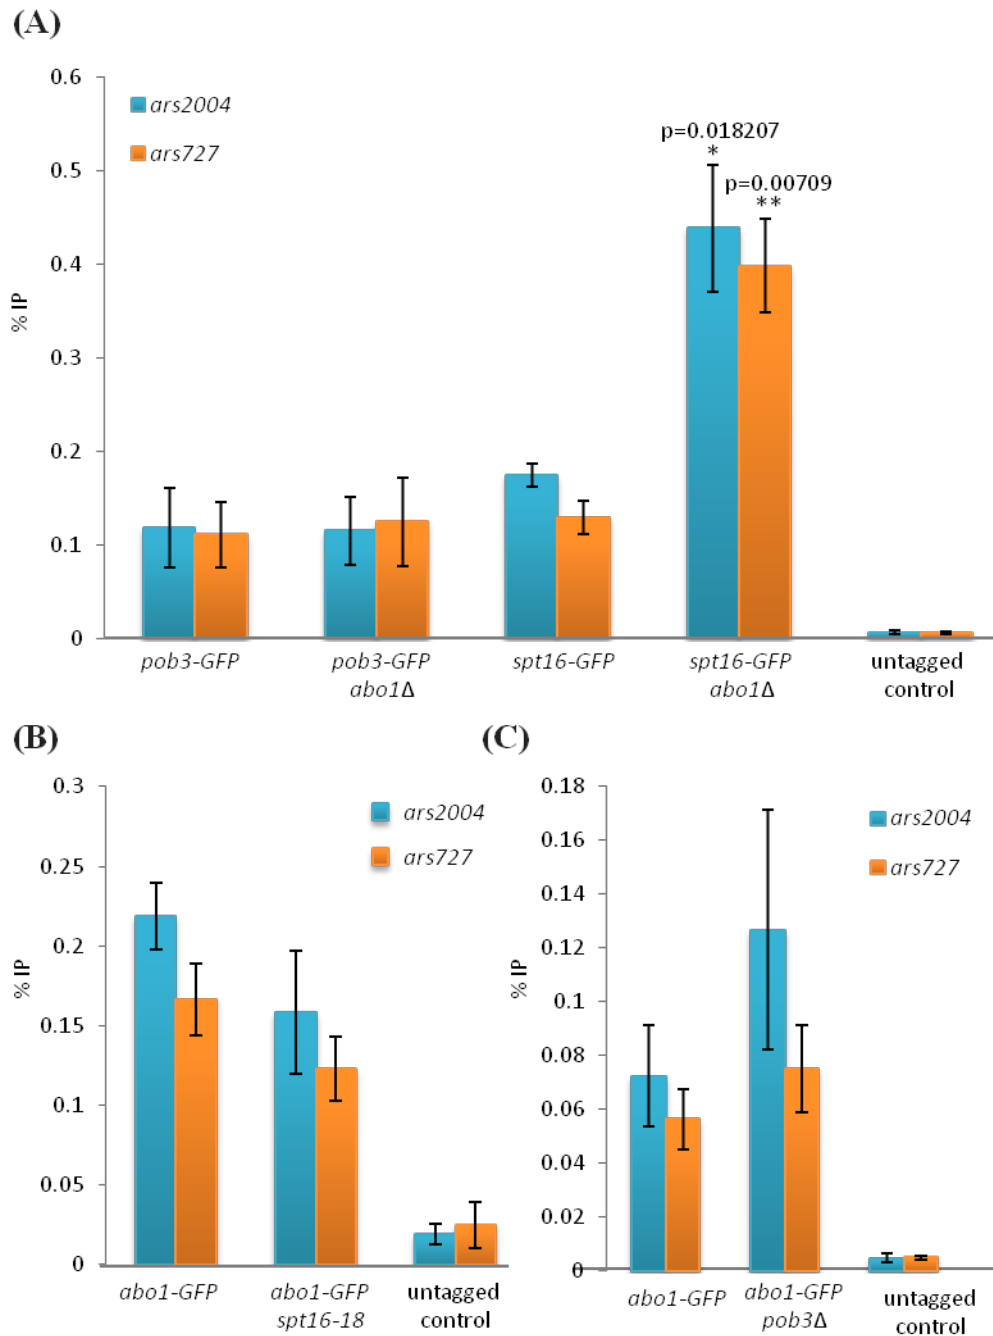 (A)
% IP
0.6
0.5
0.4
0.3
0.2
0.1
0
ars2004
ars727
p=0.018207
*
p=0.00709
**
pob3-GFP
pob3-GFP
abo1Δ
spt16-GFP
spt16-GFP
abo1Δ
untagged
control
(B)
% IP
0.3
0.25
0.2
0.15
0.1
0.05
0
ars2004
ars727
abo1-GFP
abo1-GFP
spt16-18
untagged
control
(C)
% IP
0.18
0.16
0.14
0.12
0.1
0.08
0.06
0.04
0.02
0
ars2004
ars727
abo1-GFP
abo1-GFP
pob3Δ
untagged
control